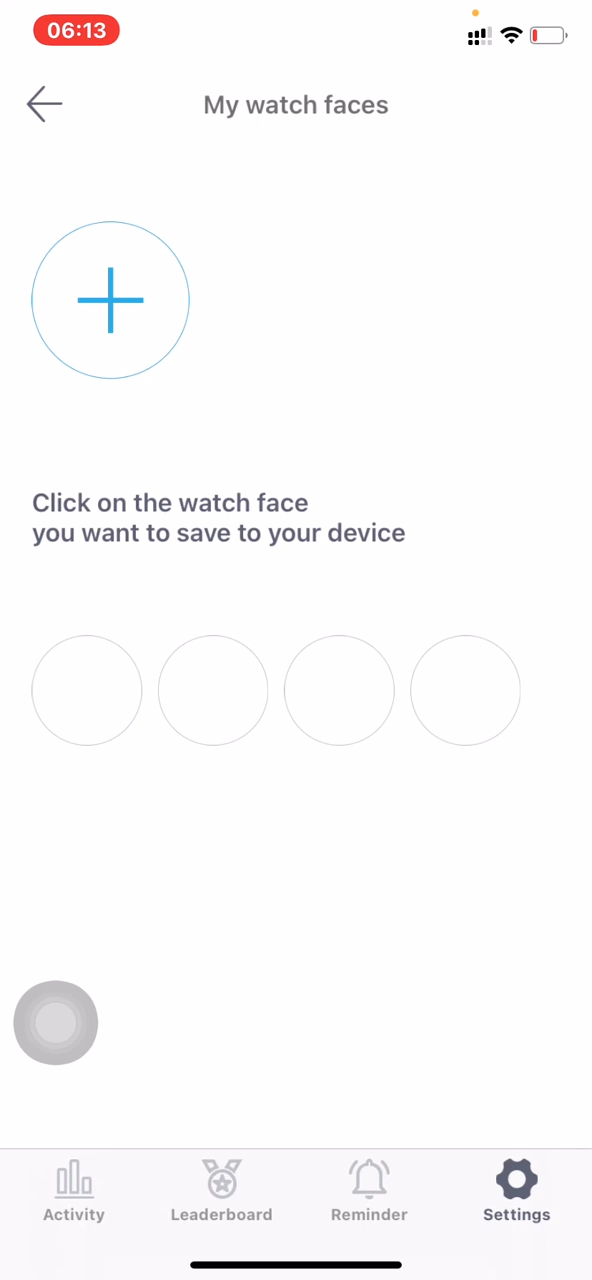 06:13
My watch faces
Click on the watch face
you want to save to your device
Activity
Leaderboard
Reminder
Settings